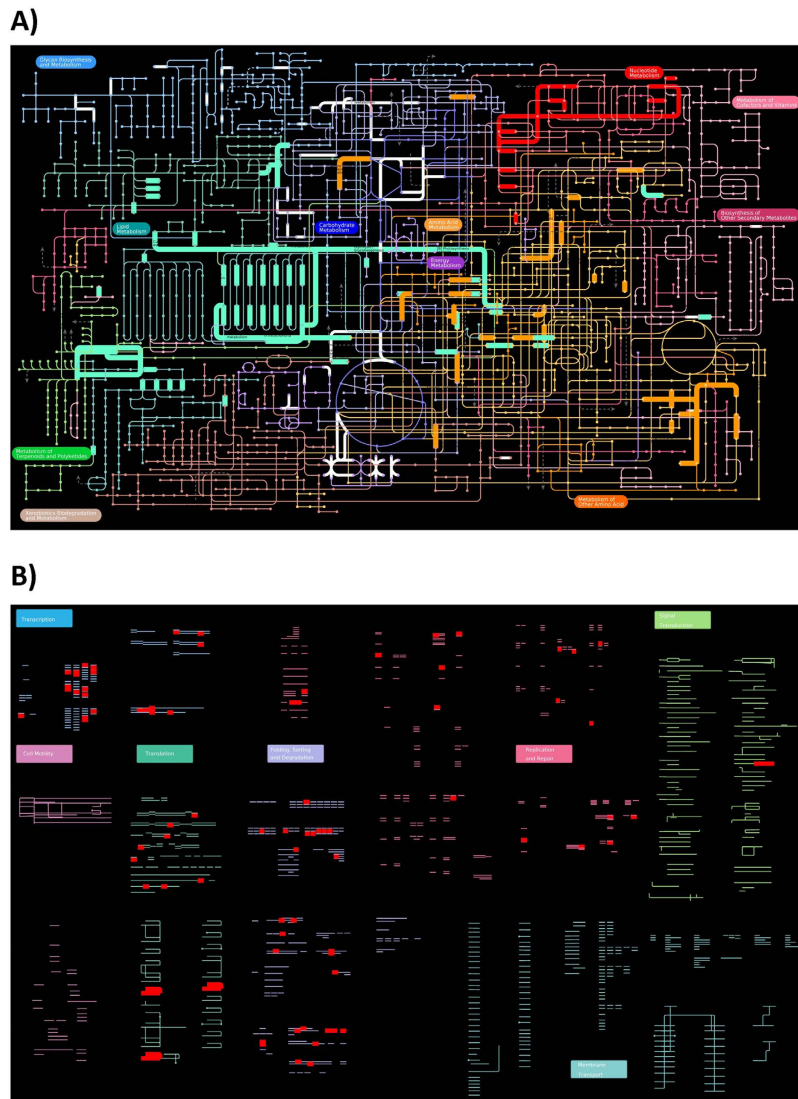 A)
Glycan Biosynthesis
and Metabolism
Nucleotide
Metabolism
Metabolism of
Cofactors and Vitamins
Lipid
Metabolism
Carbohydrate
Metabolism
Amino Acid
Metabolism
Biosynthesis of
Other Secondary Metabolites
Energy
Metabolism
metabolism
Metabolism of
Terpenoids and Polyketides
Xenobiotics Biodegradation
and Metabolism
Metabolism of
Other Amino Acid
B)
Transcription
Signal
Transduction
Cell Motility
Translation
Folding, Sorting
and Degradation
Replication
and Repair
Membrane
Transport